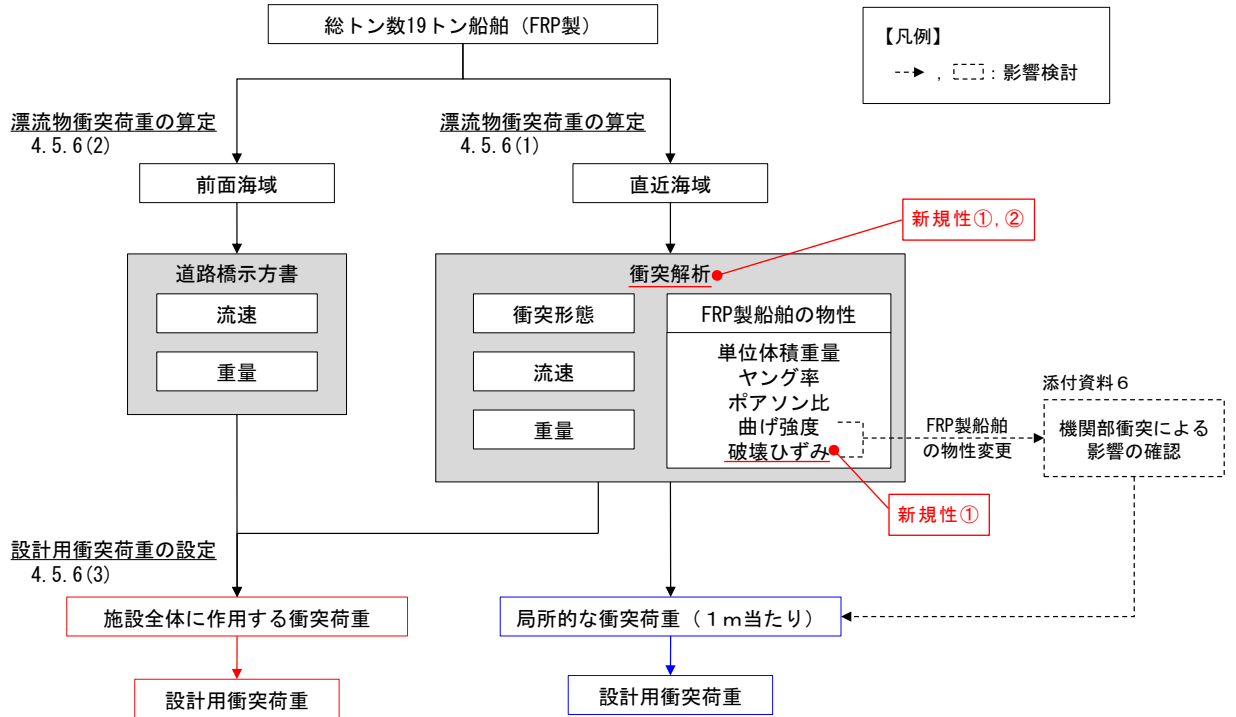 総トン数19トン船舶（FRP製）
【凡例】
, : 影響検討
漂流物衝突荷重の算定
4.5.6(2)
漂流物衝突荷重の算定
4.5.6(1)
前面海域
直近海域
新規性①,②
道路橋示方書
流速
重量
衝突解析
衝突形態
流速
重量
FRP製船舶の物性
単位体積重量
ヤング率
ポアソン比
曲げ強度
破壊ひずみ
新規性①
FRP製船舶
の物性変更
添付資料６
機関部衝突による
影響の確認
設計用衝突荷重の設定
4.5.6(3)
施設全体に作用する衝突荷重
局所的な衝突荷重（１ｍ当たり）
設計用衝突荷重
設計用衝突荷重